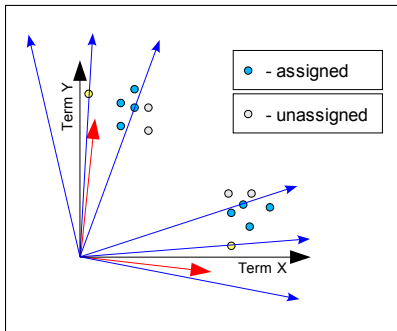 Term Y
- assigned
- unassigned
Term X